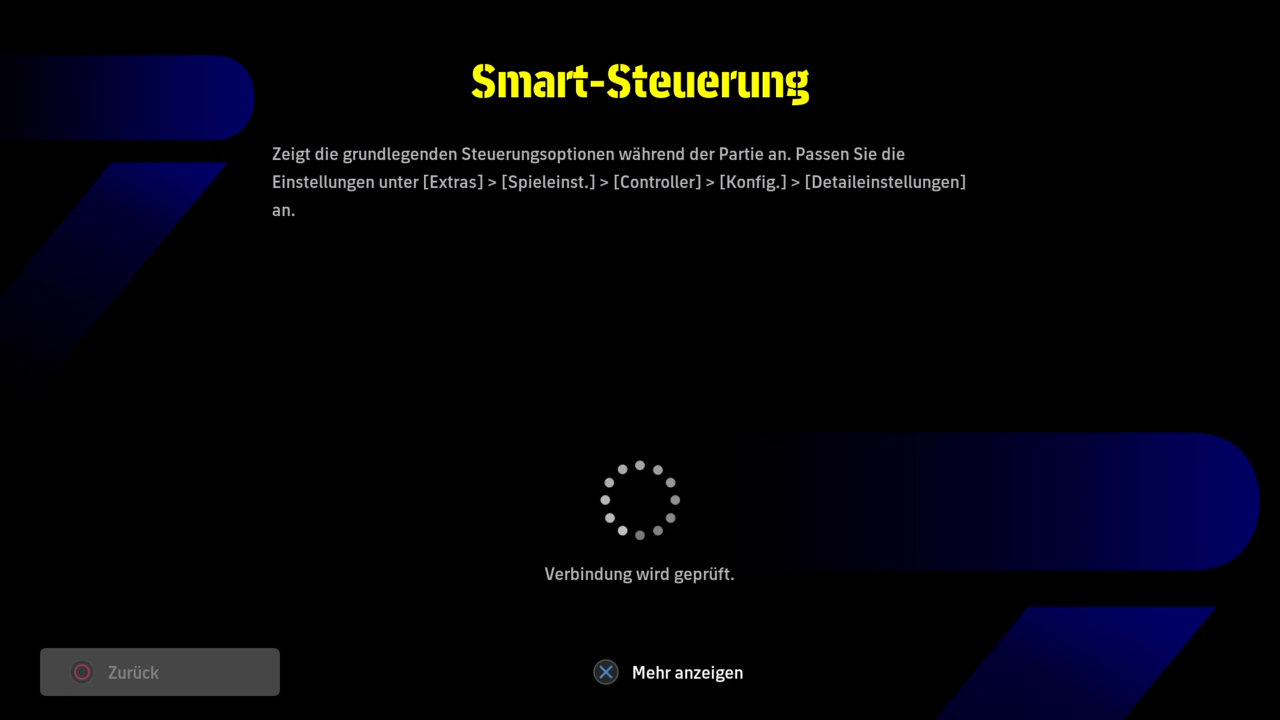 Smart-Steuerung
Zeigt die grundlegenden Steuerungsoptionen während der Partie an. Passen Sie die
Einstellungen unter [Extras] > [Spieleinst.] > [Controller] > [Konfig.] > [Detaileinstellungen]
an.
Verbindung wird geprüft.
Zurück
Mehr anzeigen